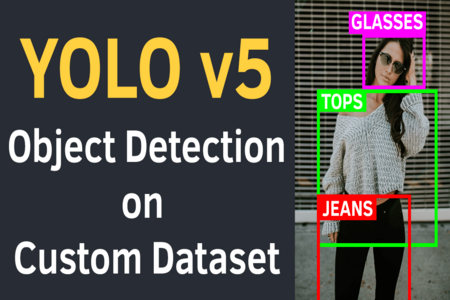 YOLO v5
Object Detection
on
Custom Dataset
GLASSES
TOPS
JEANS